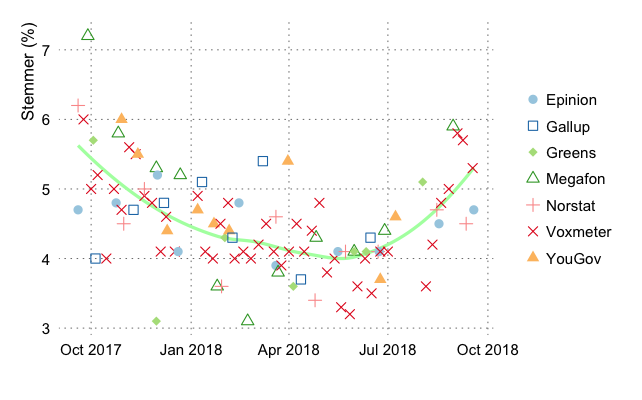 Stemmer (%)
7
6
5
4
3
Oct 2017
Jan 2018
Apr 2018
Jul 2018
Oct 2018
Epinion
Gallup
Greens
Megafon
Norstat
Voxmeter
YouGov